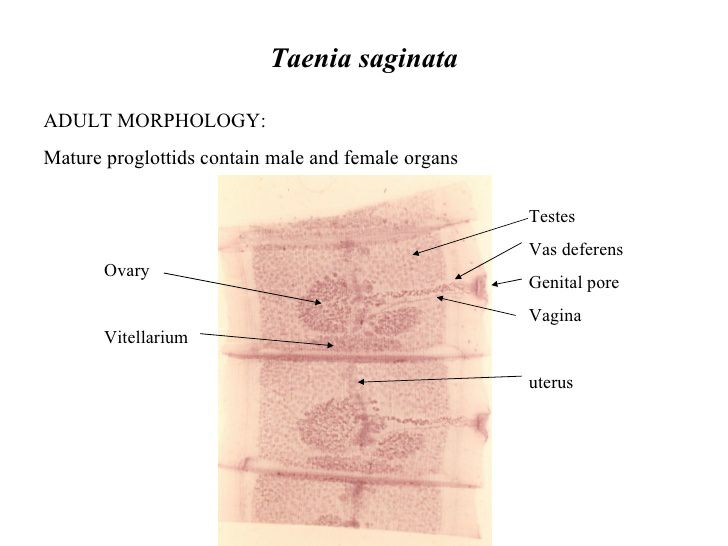 Taenia saginata
ADULT MORPHOLOGY:
Mature proglottids contain male and female organs
Testes
Vas deferens
Ovary
Genital pore
Vagina
Vitellarium
uterus